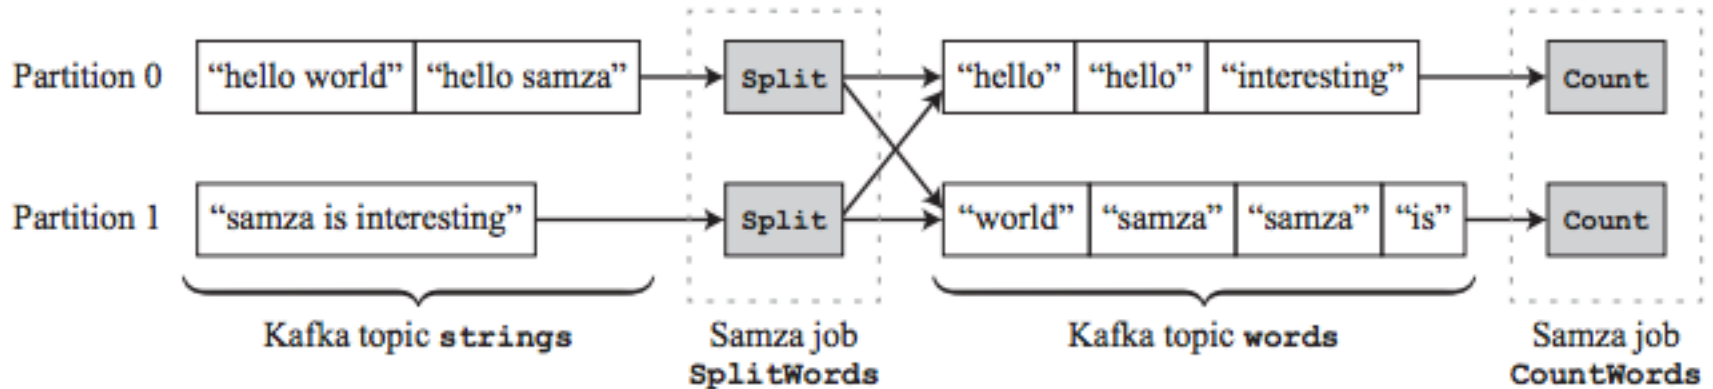 Partition 0 “hello world” “hello samza” Split “hello” “hello” “interesting” Count
Partition 1 “samza is interesting” Split “world” “samza” “samza” “is” Count
Kafka topic strings Samza job Kafka topic words Samza job
SplitWords CountWords